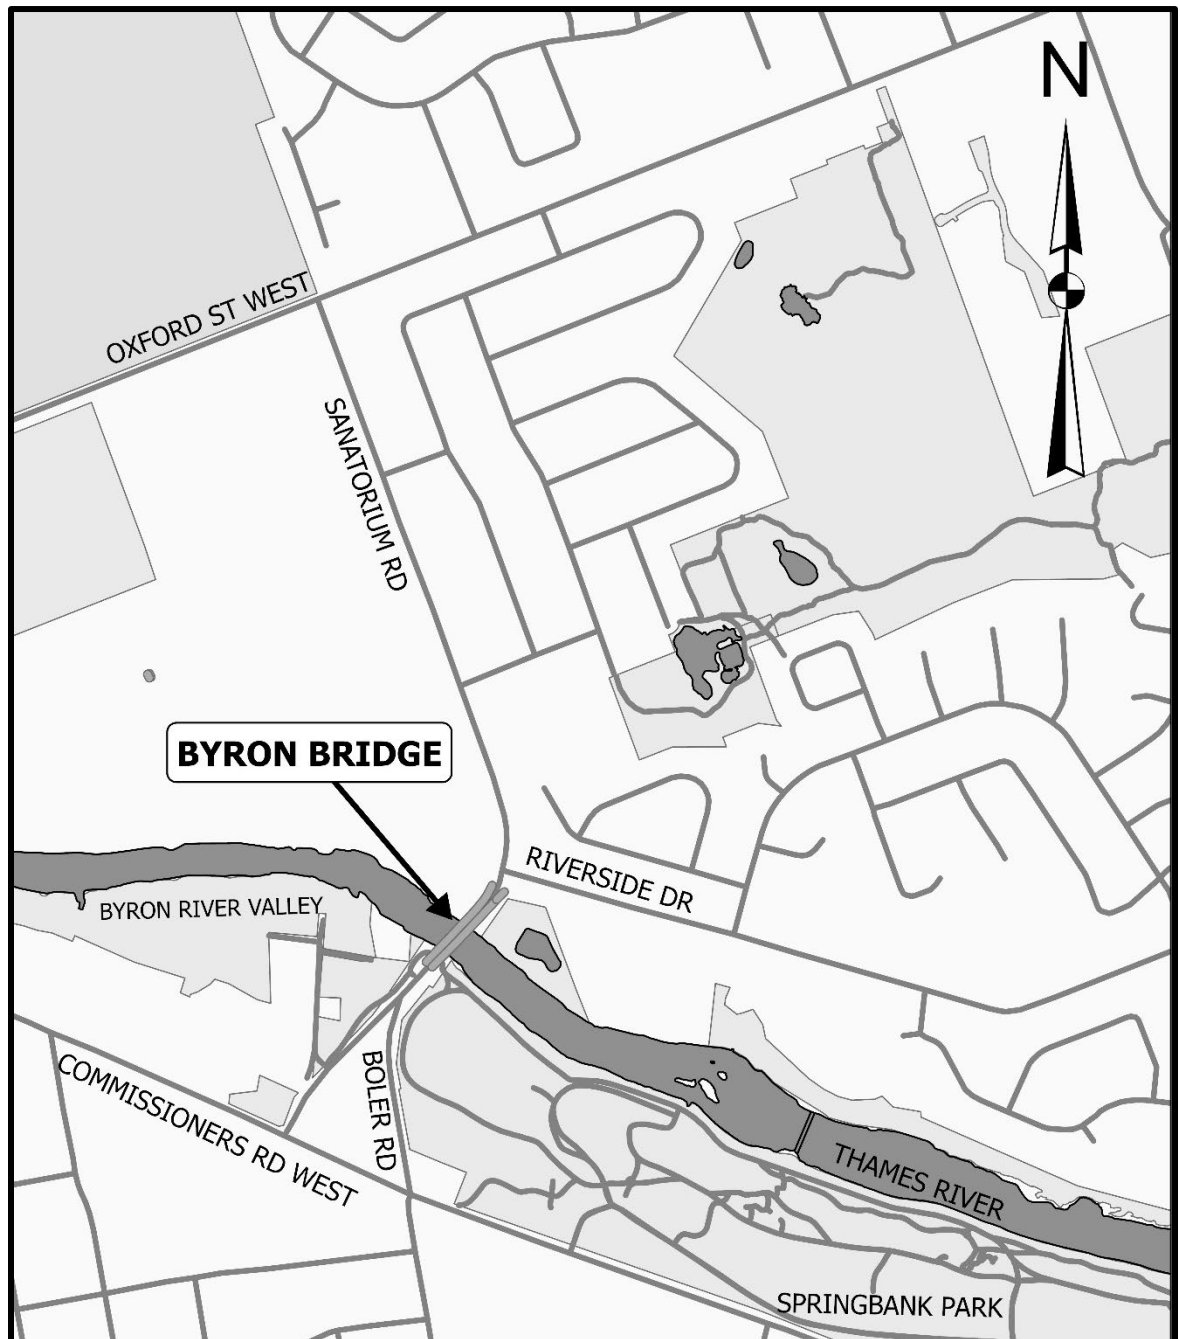 N
OXFORD ST WEST
SANATORIUM RD
BYRON BRIDGE
RIVERSIDE DR
BYRON RIVER VALLEY
COMMISSIONERS RD WEST
BOLER RD
THAMES RIVER
SPRINGBANK PARK